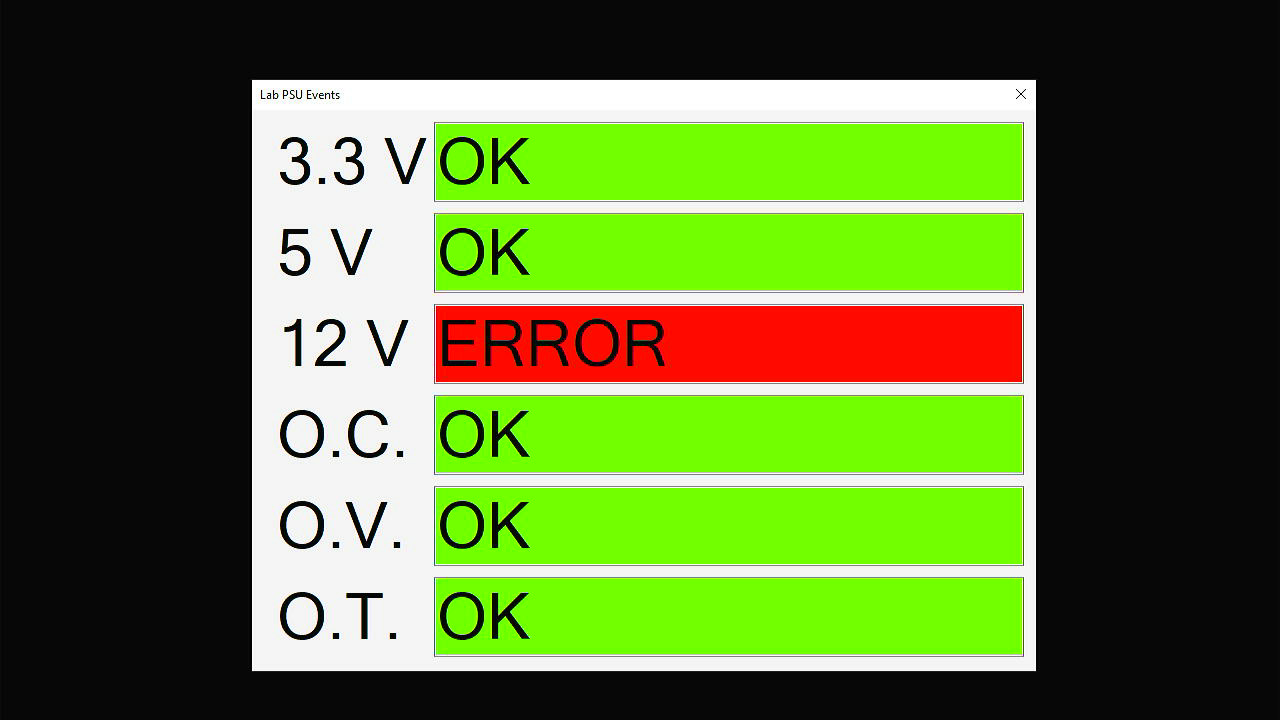 Lab PSU Events
3.3 V OK
5 V OK
12 V ERROR
O.C. OK
O.V. OK
O.T. OK